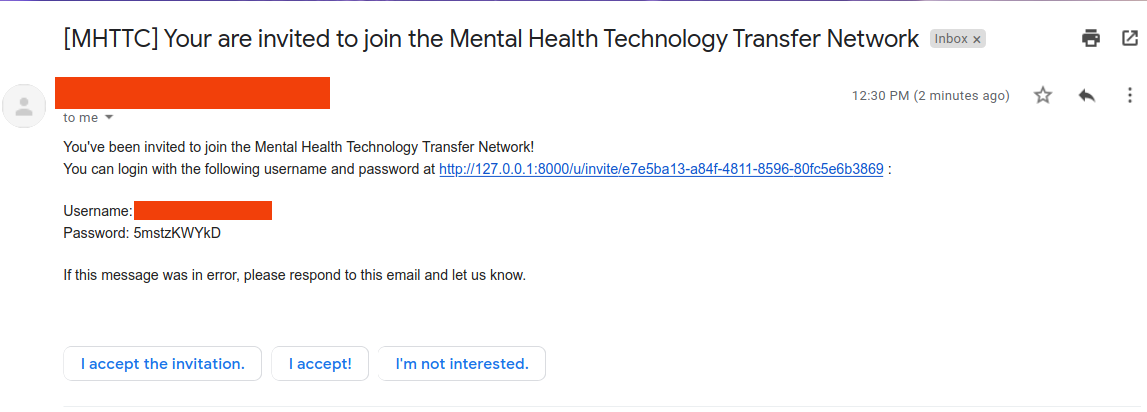 [MHTTC] Your are invited to join the Mental Health Technology Transfer Network Inbox ×
12:30 PM (2 minutes ago)
to me
You've been invited to join the Mental Health Technology Transfer Network!
You can login with the following username and password at http://127.0.0.1:8000/u/invite/e7e5ba13-a84f-4811-8596-80fc5e6b3869 :
Username:
Password: 5mstzKWYkD
If this message was in error, please respond to this email and let us know.
I accept the invitation. I accept! I'm not interested.